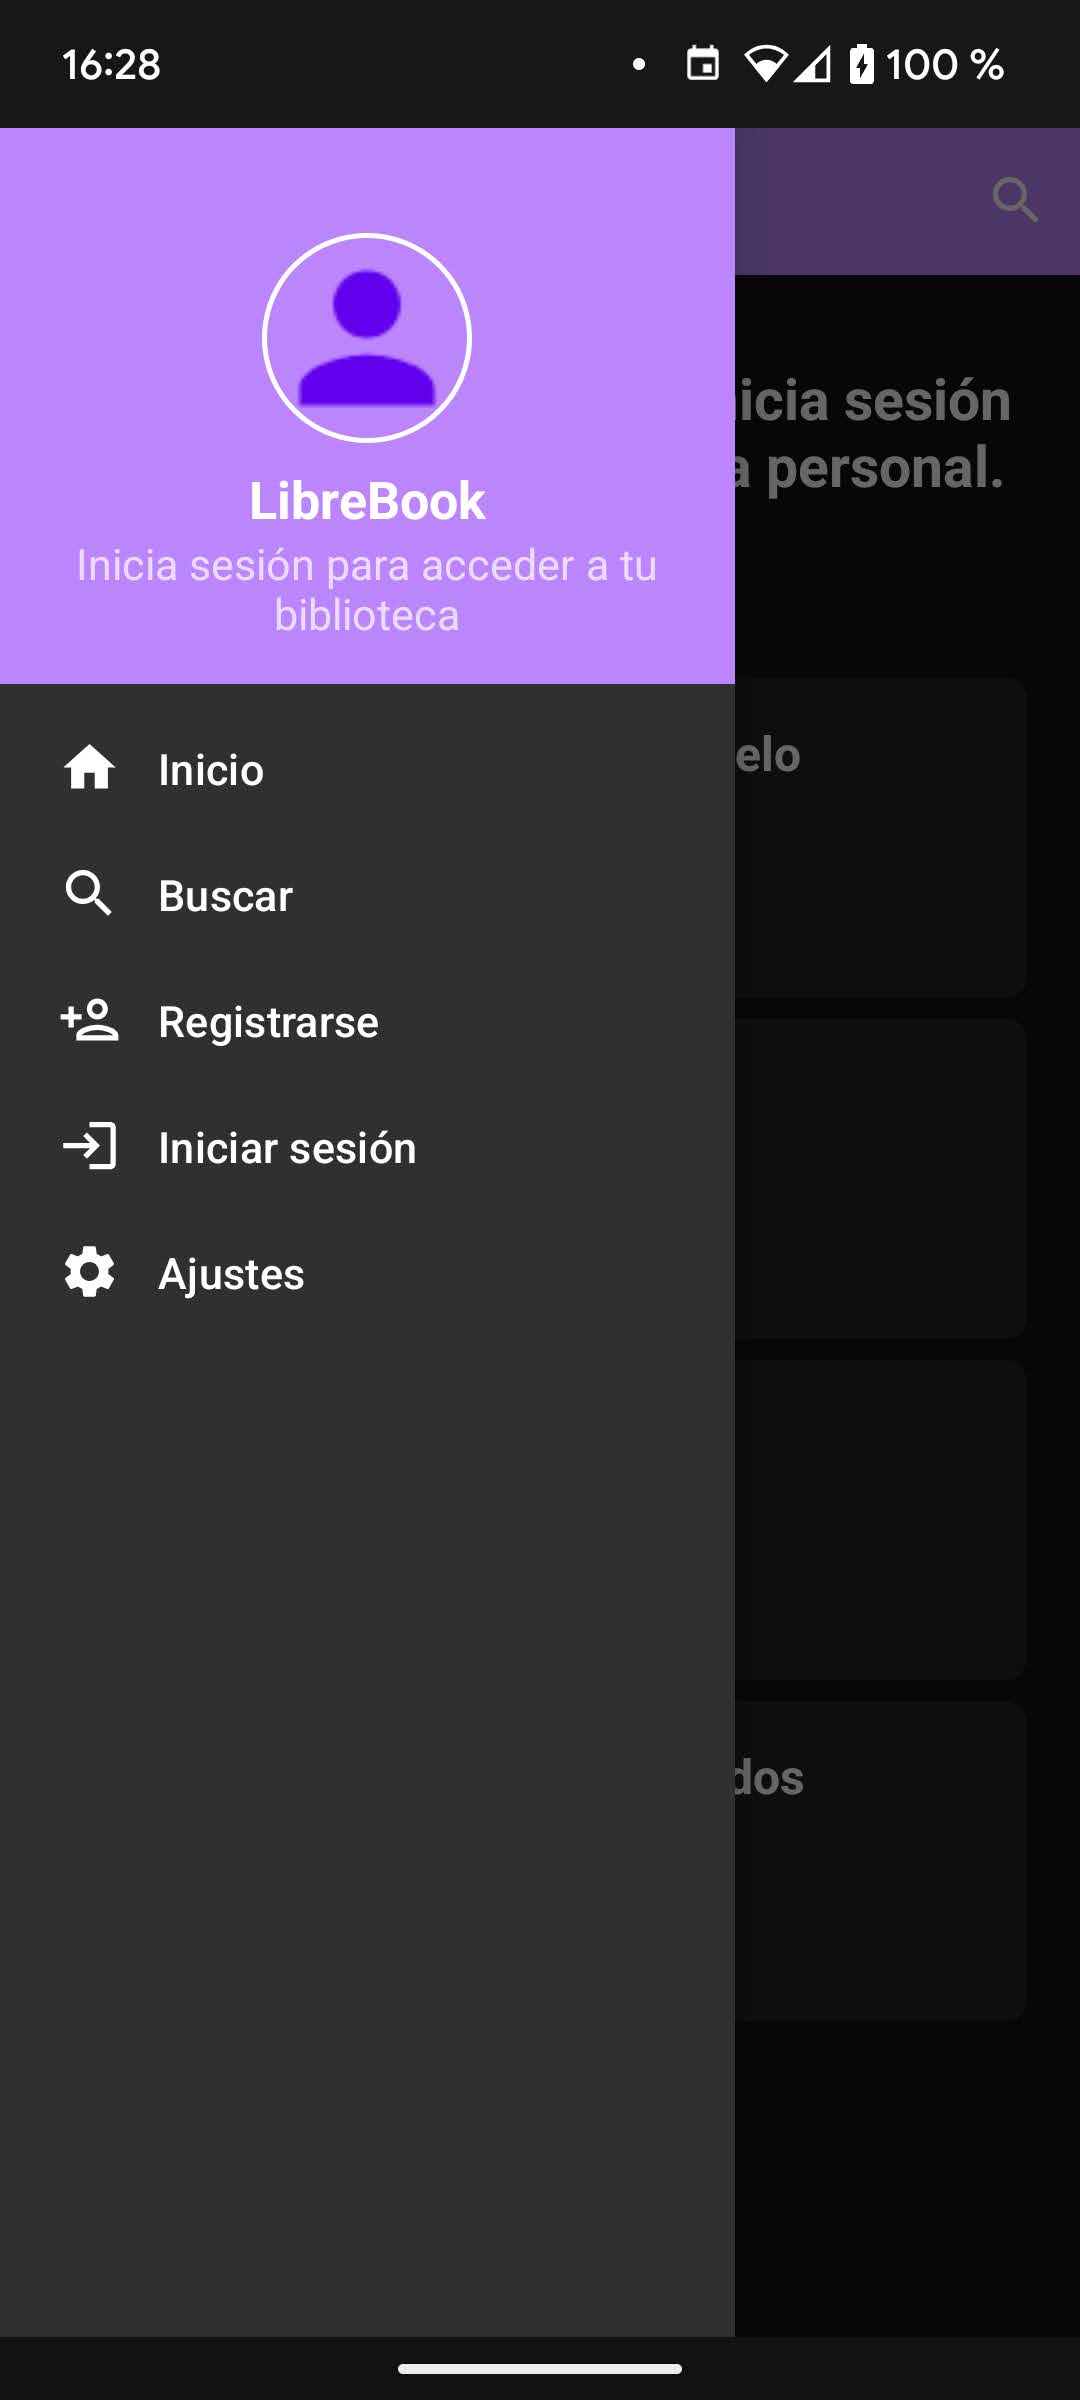 16:28
100 %
icia sesión
a personal.
LibreBook
Inicia sesión para acceder a tu
biblioteca
Inicio
elo
Buscar
Registrarse
Iniciar sesión
Ajustes
dos